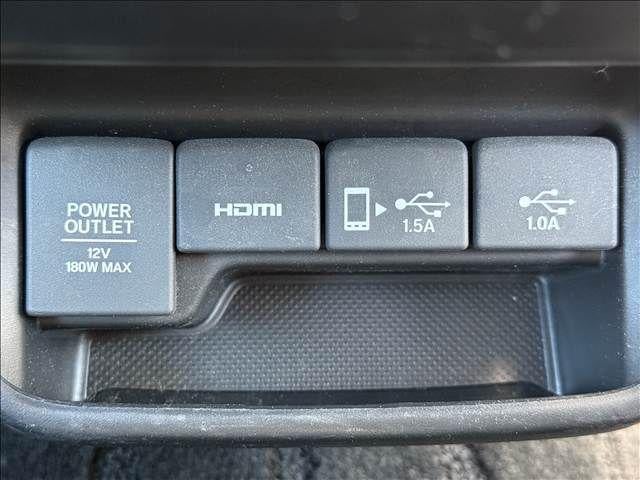 POWER
OUTLET
12V
180W MAX
HDMI
1.5A
1.0A